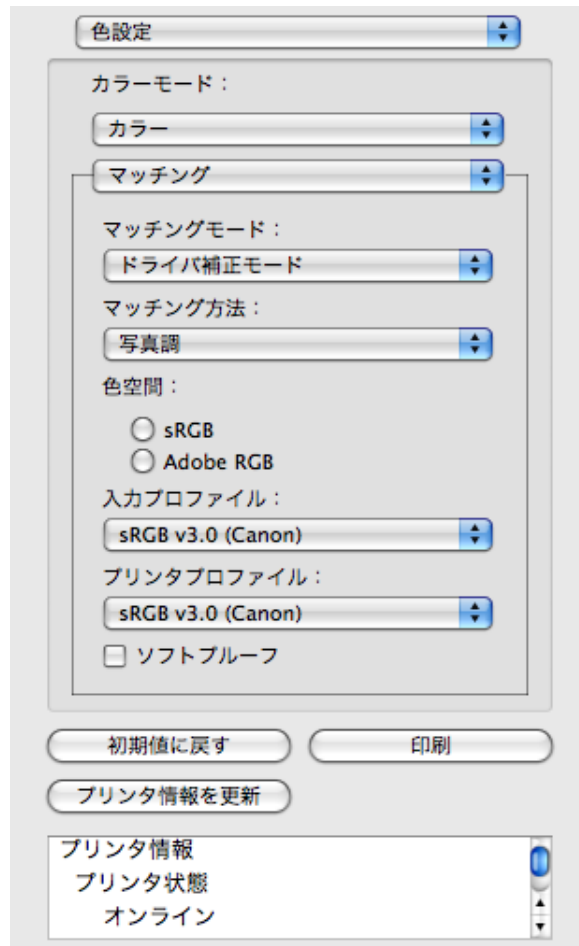 色設定
カラーモード：
カラー
マッチング
マッチングモード：
ドライバ補正モード
マッチング方法：
写真調
色空間：
sRGB
Adobe RGB
入力プロファイル：
sRGB v3.0 (Canon)
プリンタプロファイル：
sRGB v3.0 (Canon)
ソフトプルーフ
初期値に戻す 印刷
プリンタ情報を更新
プリンタ情報
プリンタ状態
オンライン